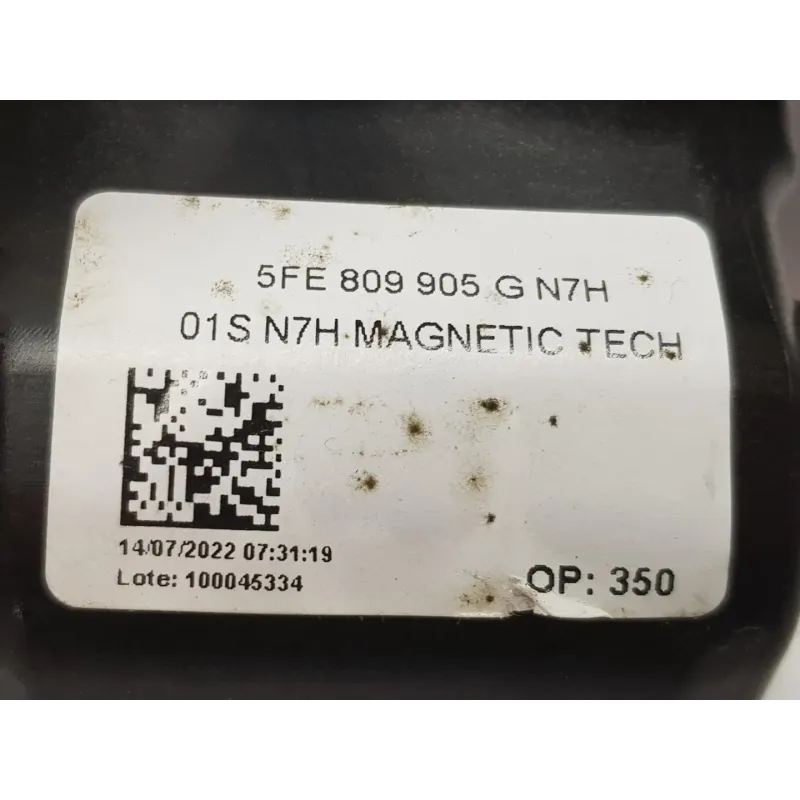 5FE 809 905 G N7H
01S N7H MAGNETIC TECH
14/07/2022 07:31:19
Lote: 100045334
OP: 350